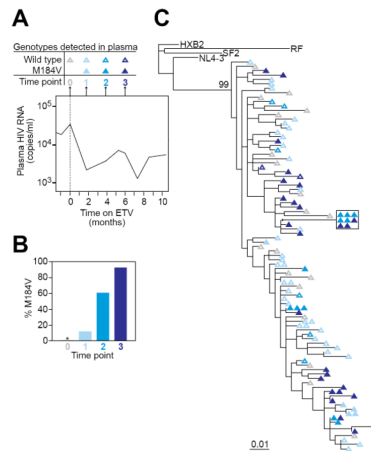 A
Genotypes detected in plasma
Wild type
M184V
Time point 0 1 2 3
Plasma HIV RNA
(copies/ml)
10⁵
10⁴
10³
0 2 4 6 8 10
Time on ETV
(months)
B
% M184V
100
80
60
40
20
0
*
0 1 2 3
Time point
C
HXB2
SF2
RF
NL4-3
99
0.01